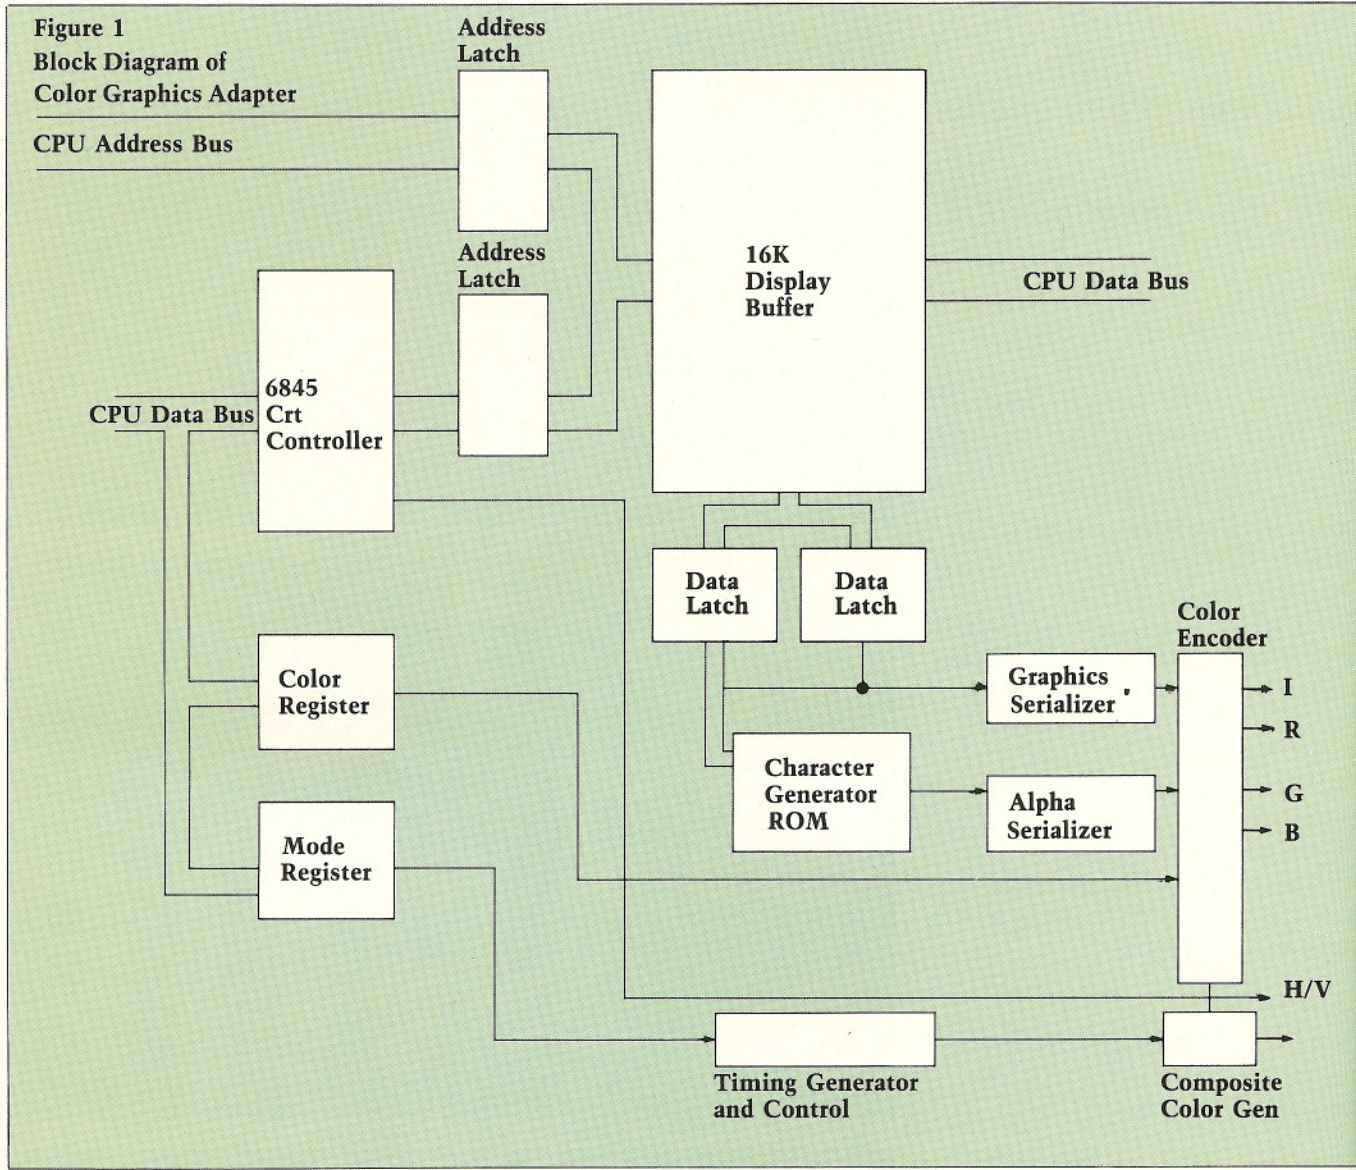 Figure 1
Block Diagram of
Color Graphics Adapter
CPU Address Bus
Address
Latch
Address
Latch
16K
Display
Buffer
CPU Data Bus
6845
Crt
Controller
CPU Data Bus
Data
Latch
Data
Latch
Color
Encoder
Color
Register
Graphics
Serializer
I
R
Character
Generator
ROM
Alpha
Serializer
G
B
Mode
Register
H/V
Timing Generator
and Control
Composite
Color Gen